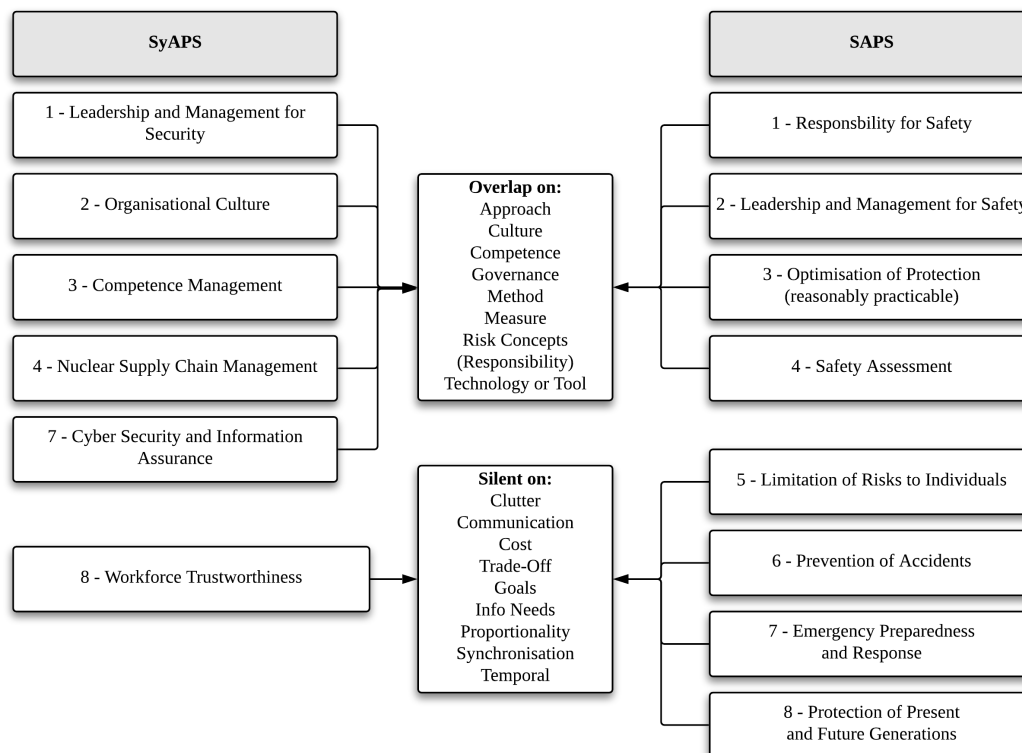 SyAPS
1 - Leadership and Management for
Security
2 - Organisational Culture
3 - Competence Management
4 - Nuclear Supply Chain Management
7 - Cyber Security and Information
Assurance
8 - Workforce Trustworthiness
Overlap on:
Approach
Culture
Competence
Governance
Method
Measure
Risk Concepts
(Responsibility)
Technology or Tool
Silent on:
Clutter
Communication
Cost
Trade-Off
Goals
Info Needs
Proportionality
Synchronisation
Temporal
SAPS
1 - Responsbility for Safety
2 - Leadership and Management for Safety
3 - Optimisation of Protection
(reasonably practicable)
4 - Safety Assessment
5 - Limitation of Risks to Individuals
6 - Prevention of Accidents
7 - Emergency Preparedness
and Response
8 - Protection of Present
and Future Generations